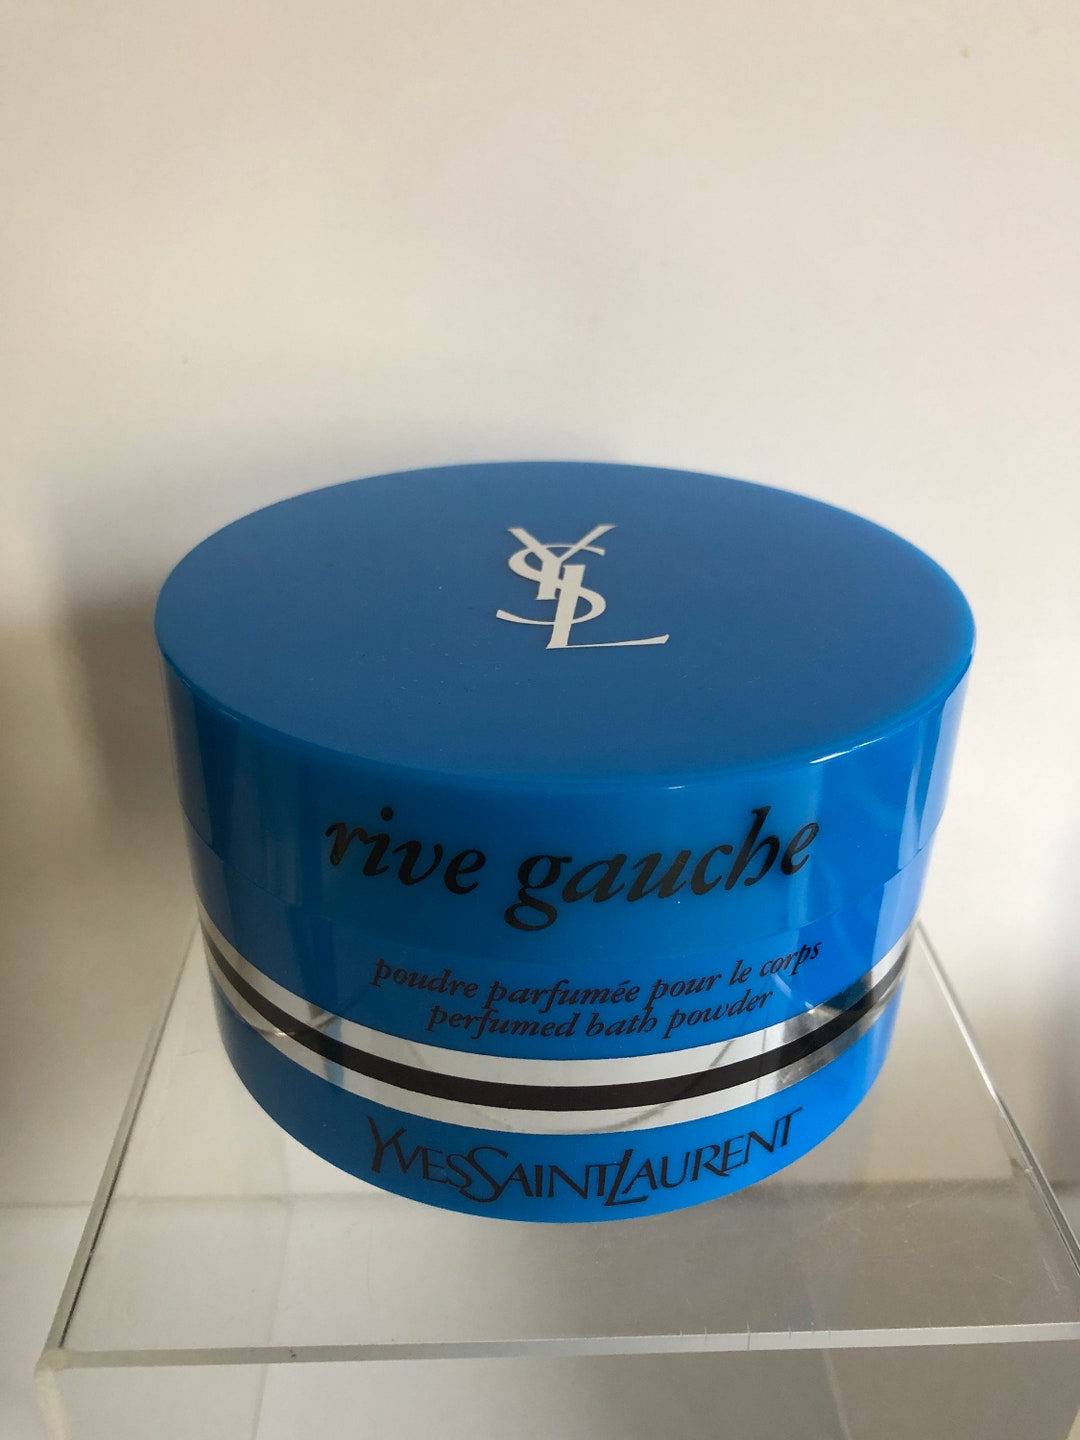 YSL
rive gauche
poudre parfumée pour le corps
perfumed bath powder
YVESSAINTLAURENT